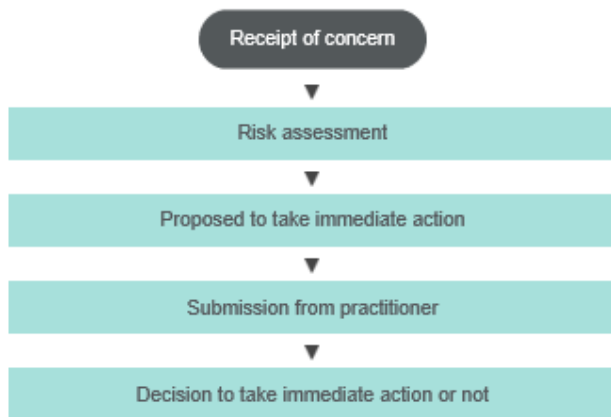 Receipt of concern
Risk assessment
Proposed to take immediate action
Submission from practitioner
Decision to take immediate action or not